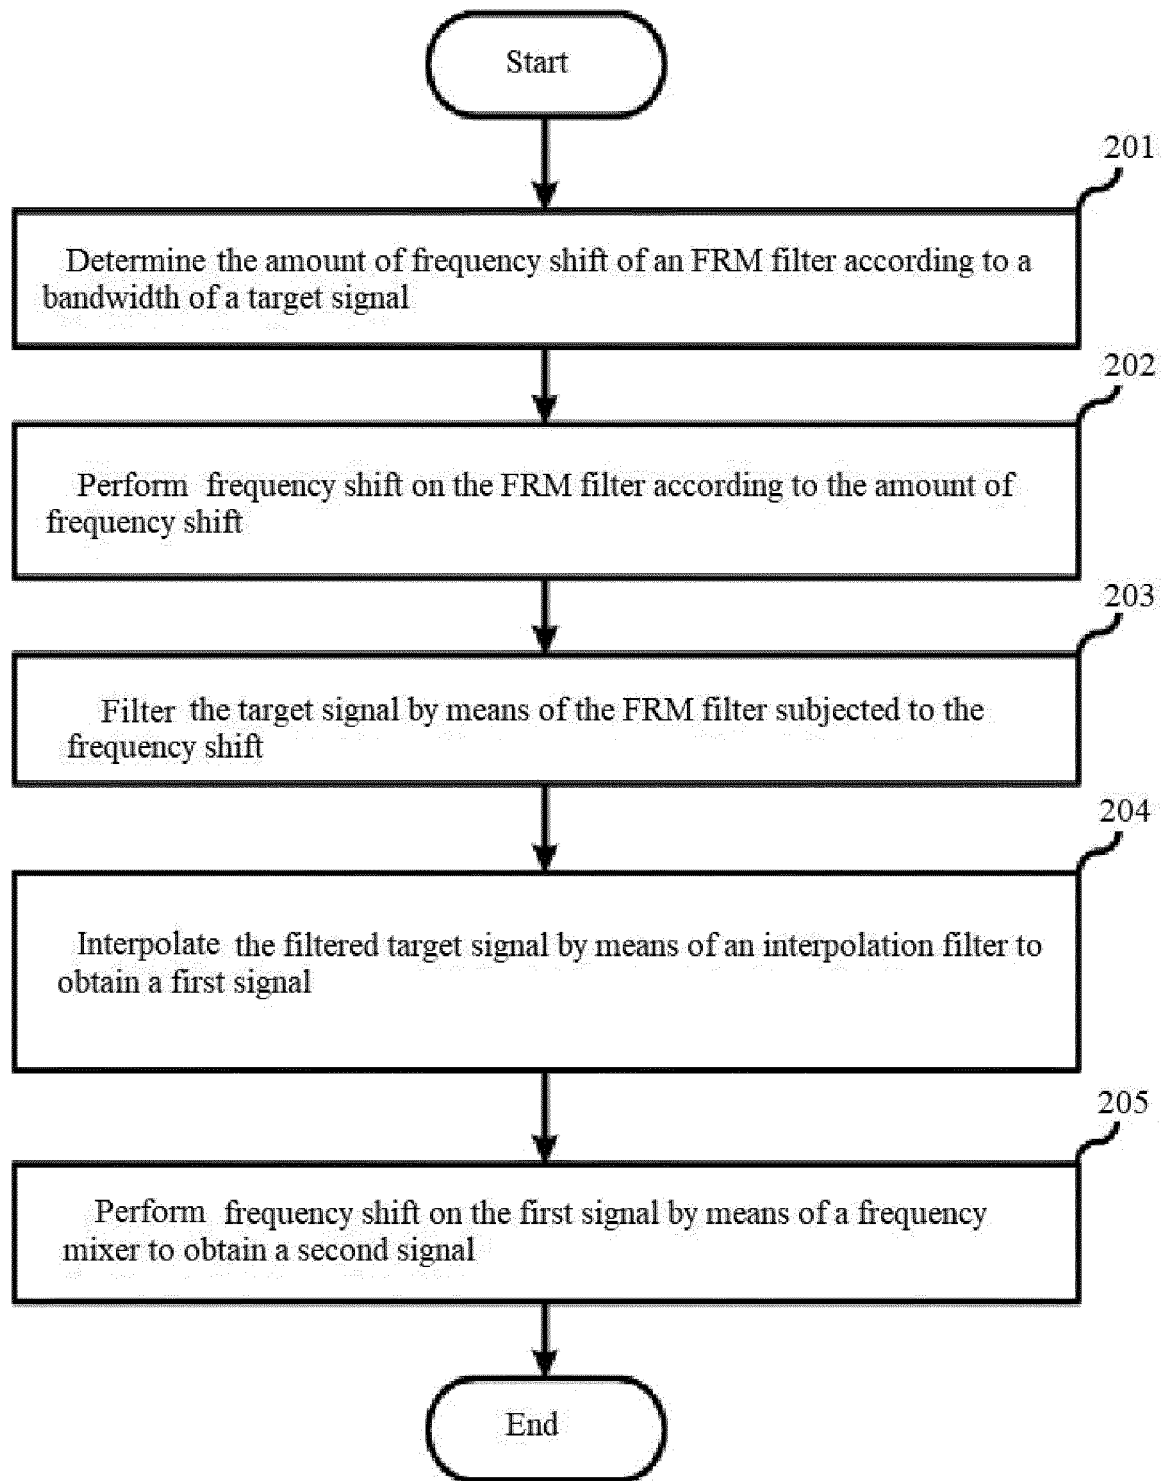 Start
201
Determine the amount of frequency shift of an FRM filter according to a
bandwidth of a target signal
202
Perform frequency shift on the FRM filter according to the amount of
frequency shift
203
Filter the target signal by means of the FRM filter subjected to the
frequency shift
204
Interpolate the filtered target signal by means of an interpolation filter to
obtain a first signal
205
Perform frequency shift on the first signal by means of a frequency
mixer to obtain a second signal
End